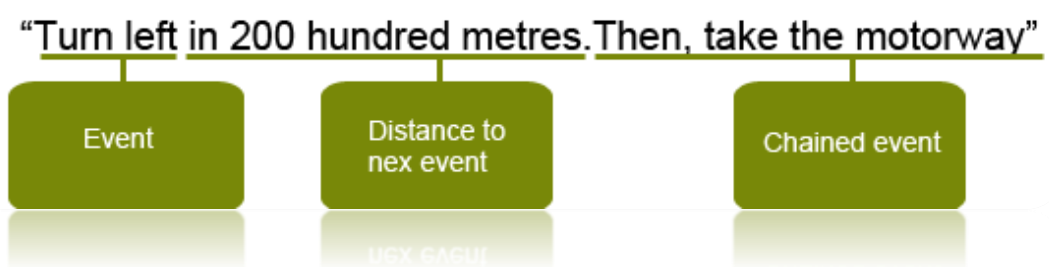 “Turn left in 200 hundred metres.Then, take the motorway”
Event
Distance to
nex event
Chained event